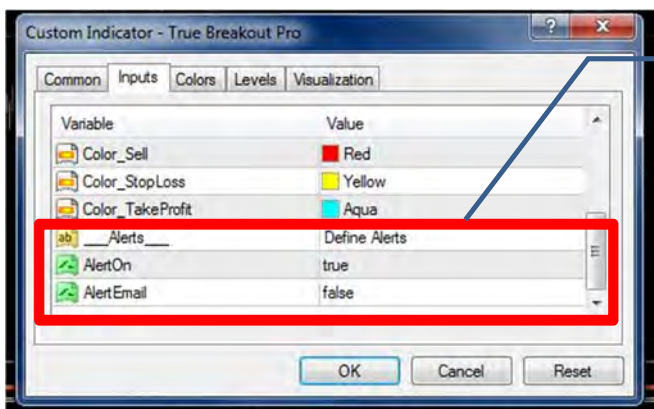 Custom Indicator - True Breakout Pro
? X
Common Inputs Colors Levels Visualization
Variable Value
Color_Sell Red
Color_StopLoss Yellow
Color_TakeProfit Aqua
ab ___Alerts___ Define Alerts
AlertOn true
AlertEmail false
OK Cancel Reset